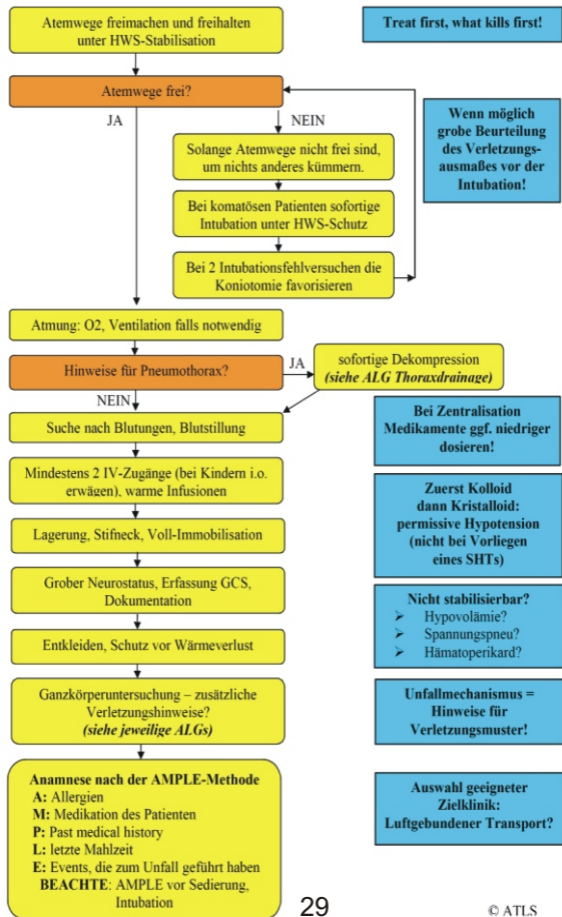 Atemwege freimachen und freihalten
unter HWS-Stabilisation
Treat first, what kills first!
Atemwege frei?
JA
NEIN
Wenn möglich
grobe Beurteilung
des Verletzungs-
ausmaßes vor der
Intubation!
Solange Atemwege nicht frei sind,
um nichts anderes kümmern.
Bei komatösen Patienten sofortige
Intubation unter HWS-Schutz
Bei 2 Intubationsfehlversuchen die
Koniotomie favorisieren
Atmung: O2, Ventilation falls notwendig
Hinweise für Pneumothorax?
JA
sofortige Dekompression
(siehe ALG Thoraxdrainage)
NEIN
Suche nach Blutungen, Blutstillung
Bei Zentralisation
Medikamente ggf. niedriger
dosieren!
Mindestens 2 IV-Zugänge (bei Kindern i.o.
erwägen), warme Infusionen
Zuerst Kolloid
dann Kristalloid:
permissive Hypotension
(nicht bei Vorliegen
eines SHTs)
Lagerung, Stifneck, Voll-Immobilisation
Grober Neurostatus, Erfassung GCS,
Dokumentation
Nicht stabilisierbar?
➢ Hypovolämie?
➢ Spannungspneu?
➢ Hämatoperikard?
Entkleiden, Schutz vor Wärmeverlust
Ganzkörperuntersuchung – zusätzliche
Verletzungshinweise?
(siehe jeweilige ALGs)
Unfallmechanismus =
Hinweise für
Verletzungsmuster!
Anamnese nach der AMPLE-Methode
A: Allergien
M: Medikation des Patienten
P: Past medical history
L: letzte Mahlzeit
E: Events, die zum Unfall geführt haben
BEACHTE: AMPLE vor Sedierung,
Intubation
Auswahl geeigneter
Zielklinik:
Luftgebundener Transport?
29
© ATLS